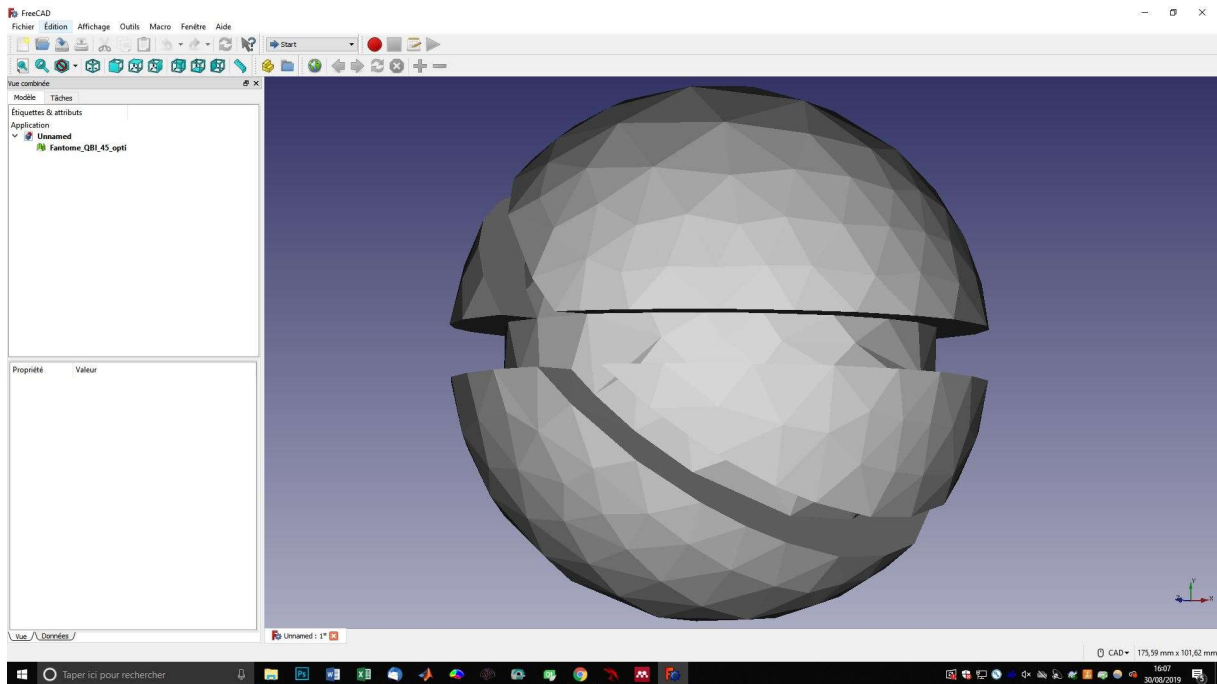 FreeCAD
Fichier Édition Affichage Outils Macro Fenêtre Aide
Start
Vue combinée
Modèle Tâches
Étiquettes & attributs
Application
Unnamed
Fantome_QBI_45_opti
Propriété Valeur
Y
Z X
Vue Données
Unnamed : 1*
CAD 175,59 mm x 101,62 mm
Taper ici pour rechercher
Ps
16:07
30/08/2019